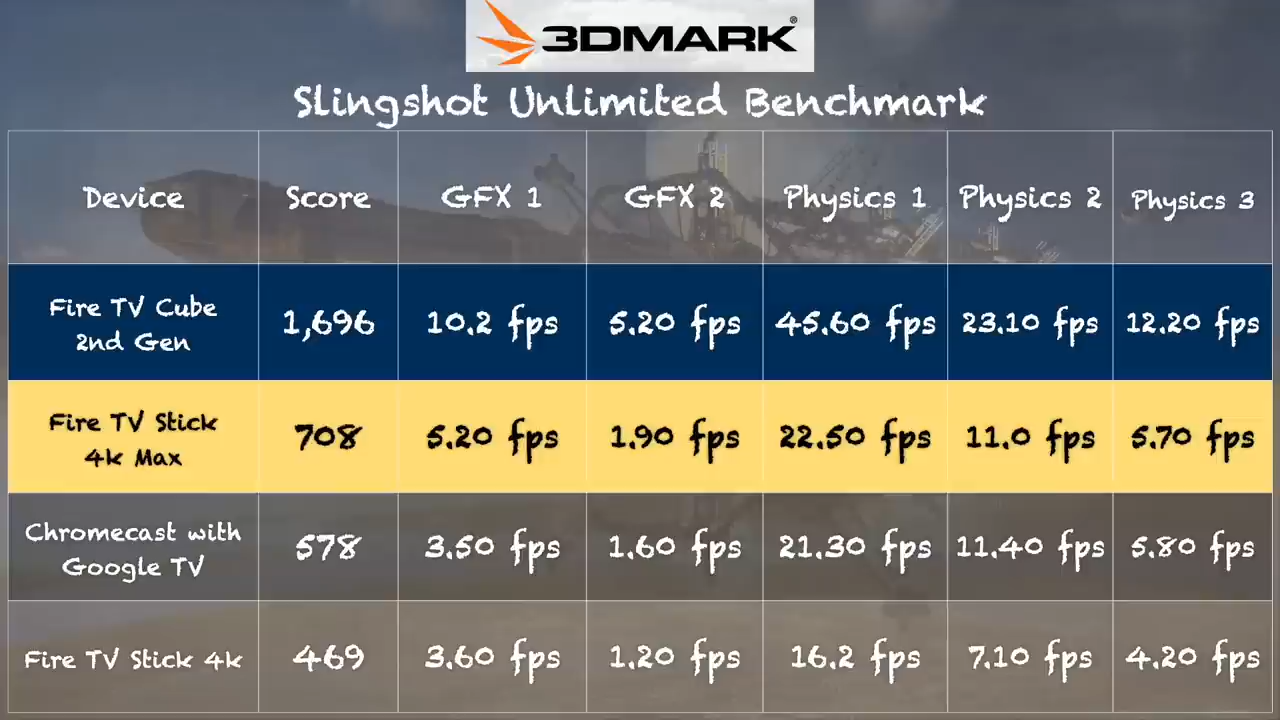 3DMARK®
Slingshot Unlimited Benchmark
Device Score GFX 1 GFX 2 Physics 1 Physics 2 Physics 3
Fire TV Cube
2nd Gen
1,696 10.2 fps 5.20 fps 45.60 fps 23.10 fps 12.20 fps
Fire TV Stick
4k Max
708 5.20 fps 1.90 fps 22.50 fps 11.0 fps 5.70 fps
Chromecast with
Google TV
578 3.50 fps 1.60 fps 21.30 fps 11.40 fps 5.80 fps
Fire TV Stick 4k 469 3.60 fps 1.20 fps 16.2 fps 7.10 fps 4.20 fps